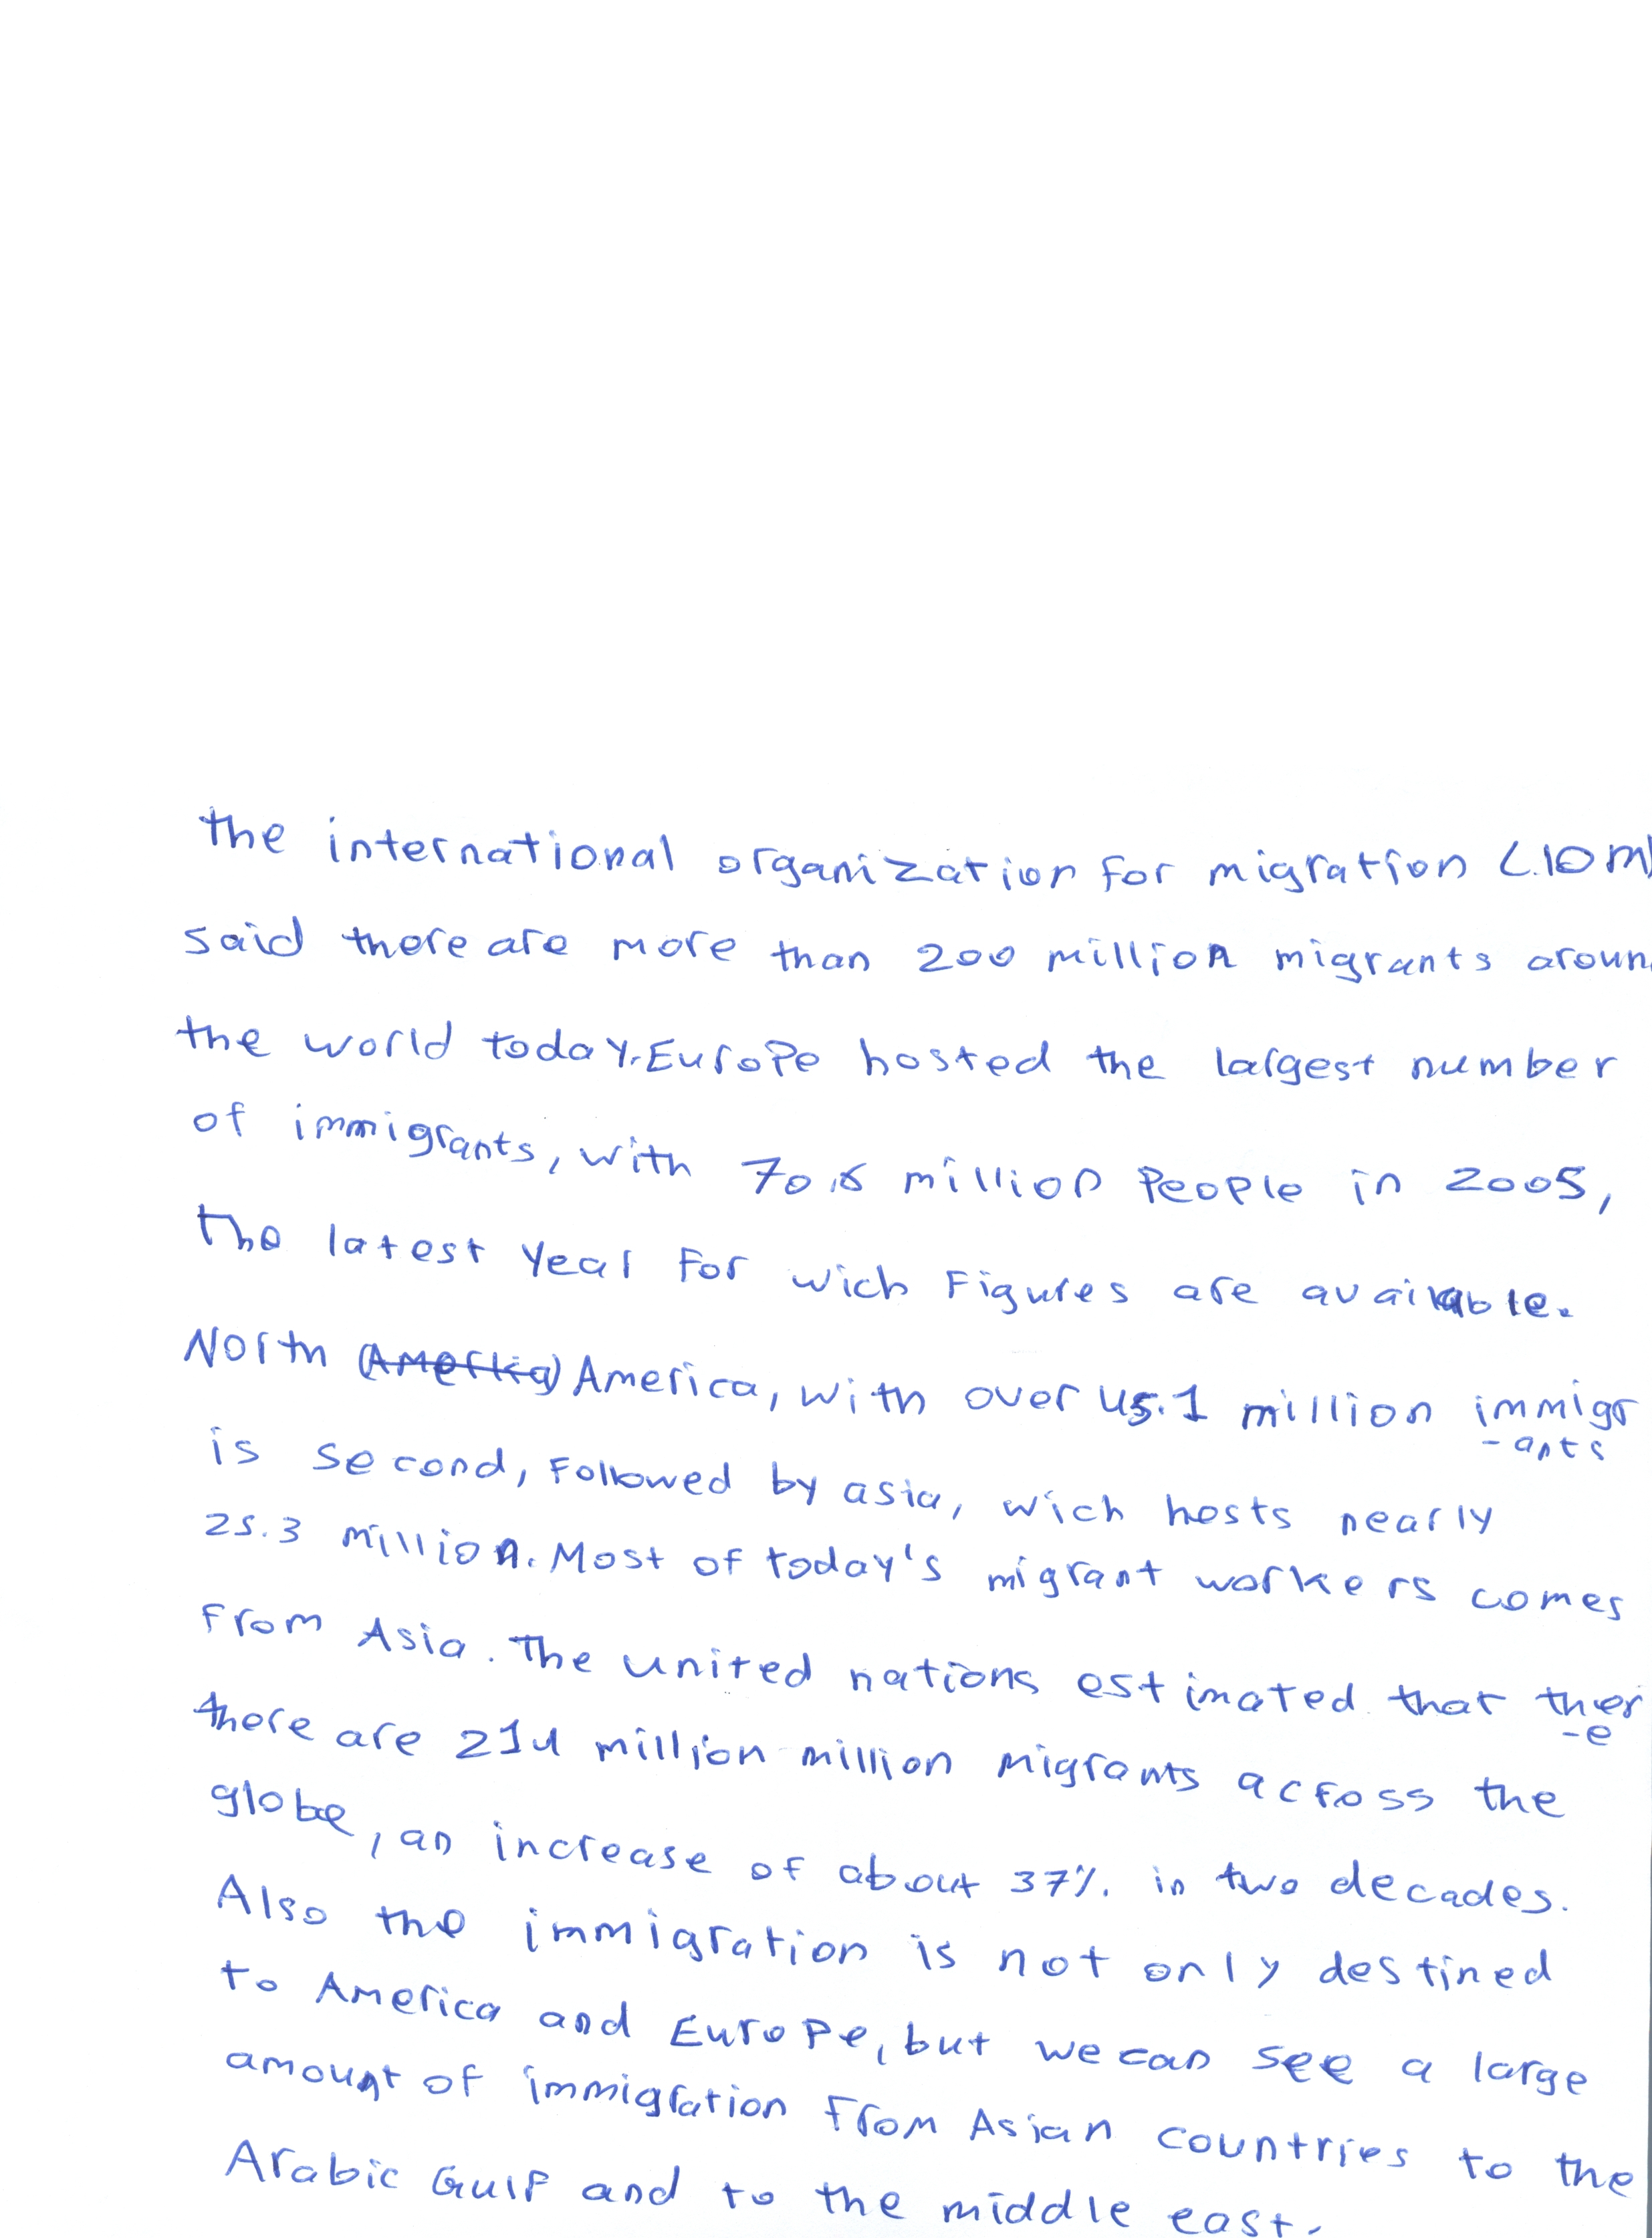 the international organization for migration (IOM)
said there are more than 200 million migrants aroun
the world today. Europe hosted the largest number
of immigrants, with 70.6 million People in 2005,
the latest year for wich Figures are available.
North (Amerika) America, with over 45.1 million immigr
-ants
is second, Followed by asia, wich hosts nearly
25.3 million. Most of today's migrant workers comes
From Asia. The united nations estimated that ther
-e
there are 214 million million migrants across the
globe, an increase of about 37%. in two decades.
Also the immigration is not only destined
to America and Europe, but we can see a large
amount of immigration From Asian countries to the
Arabic Gulf and to the middle east.